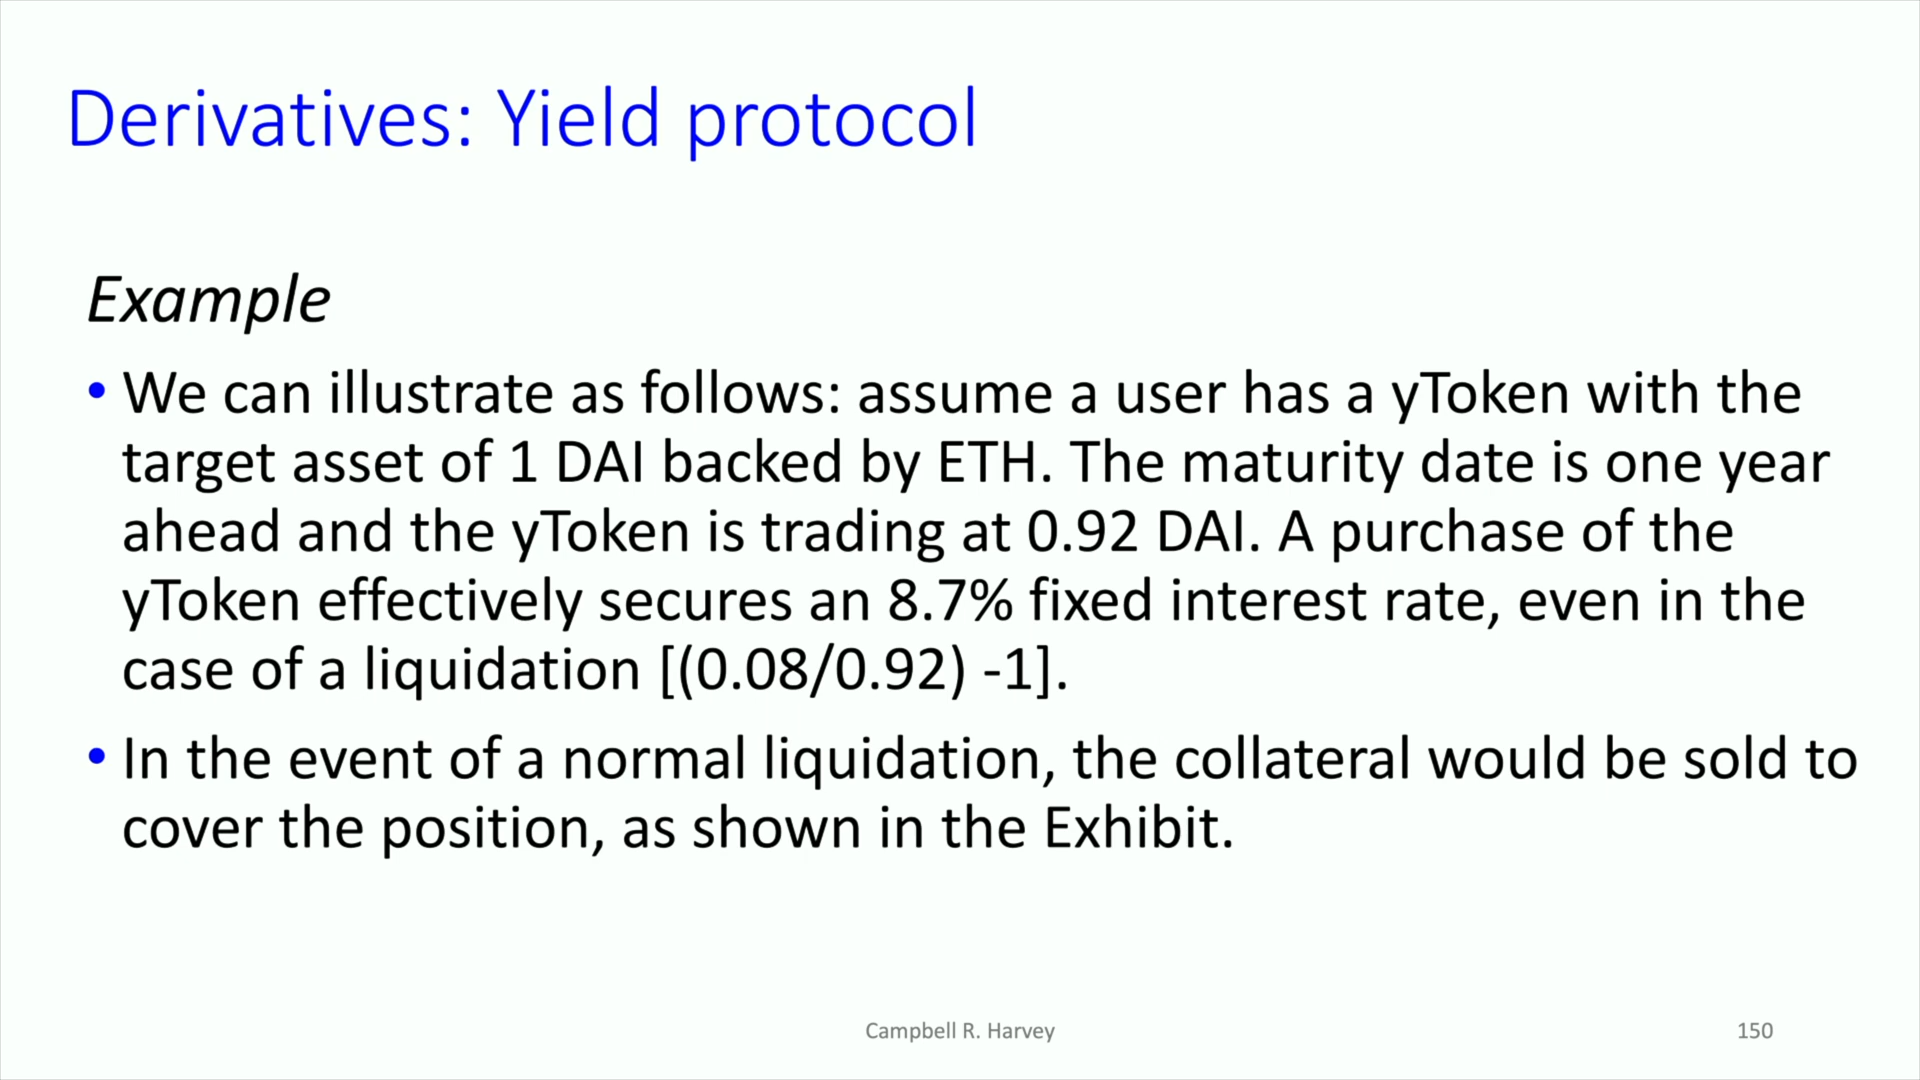 Derivatives: Yield protocol
Example
• We can illustrate as follows: assume a user has a yToken with the
target asset of 1 DAI backed by ETH. The maturity date is one year
ahead and the yToken is trading at 0.92 DAI. A purchase of the
yToken effectively secures an 8.7% fixed interest rate, even in the
case of a liquidation [(0.08/0.92) -1].
• In the event of a normal liquidation, the collateral would be sold to
cover the position, as shown in the Exhibit.
Campbell R. Harvey
150